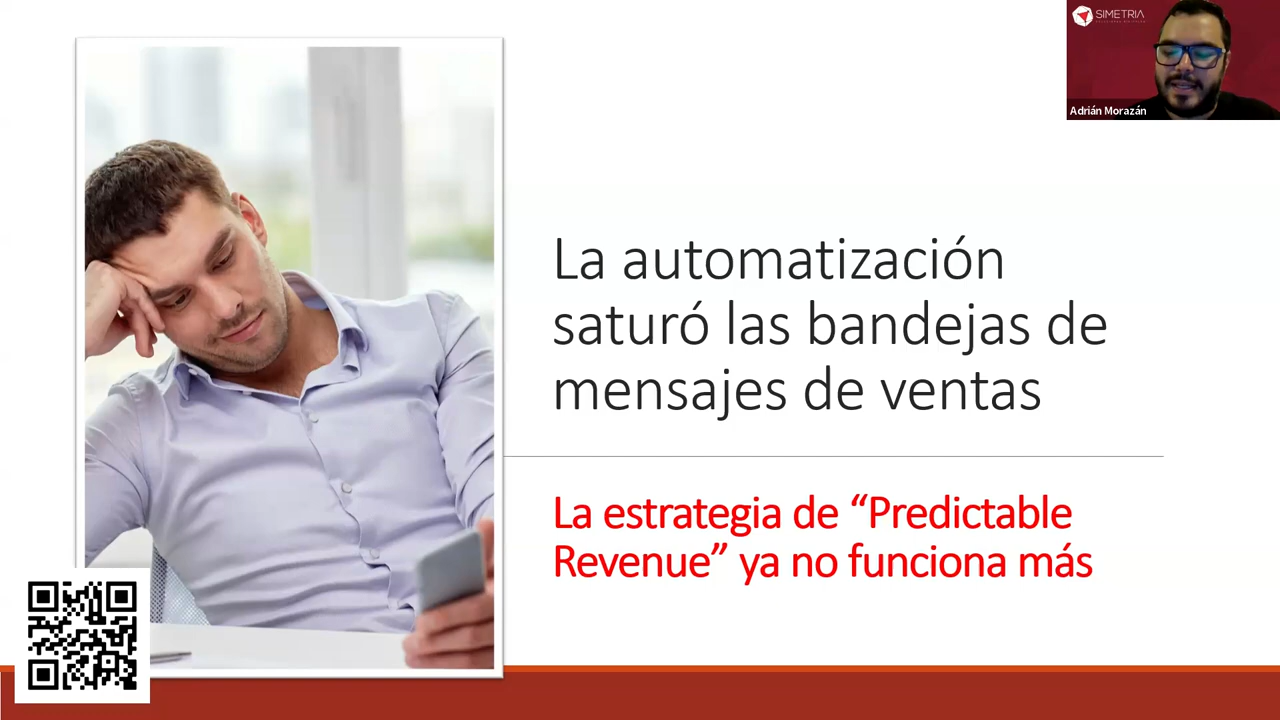 SIMETRIA
Adrián Morazán
La automatización
saturó las bandejas de
mensajes de ventas
La estrategia de “Predictable
Revenue” ya no funciona más